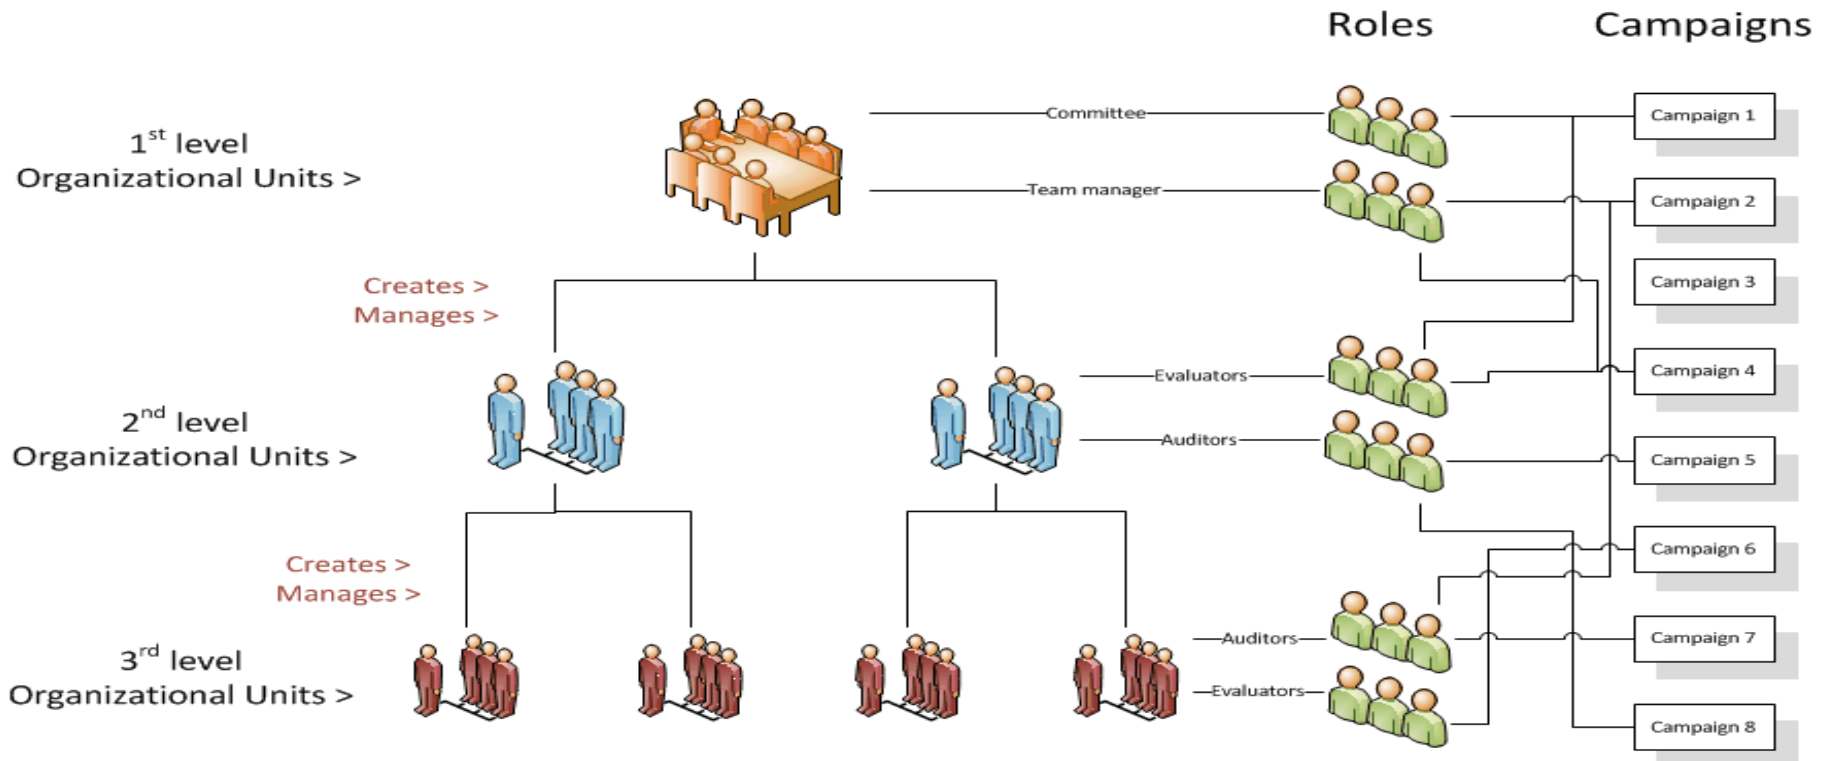 Roles Campaigns
Committee
Campaign 1
1st level
Organizational Units >
Team manager
Campaign 2
Creates >
Manages >
Campaign 3
Evaluators
Campaign 4
2nd level
Organizational Units >
Auditors
Campaign 5
Creates >
Manages >
Campaign 6
3rd level
Organizational Units >
Auditors
Campaign 7
Evaluators
Campaign 8